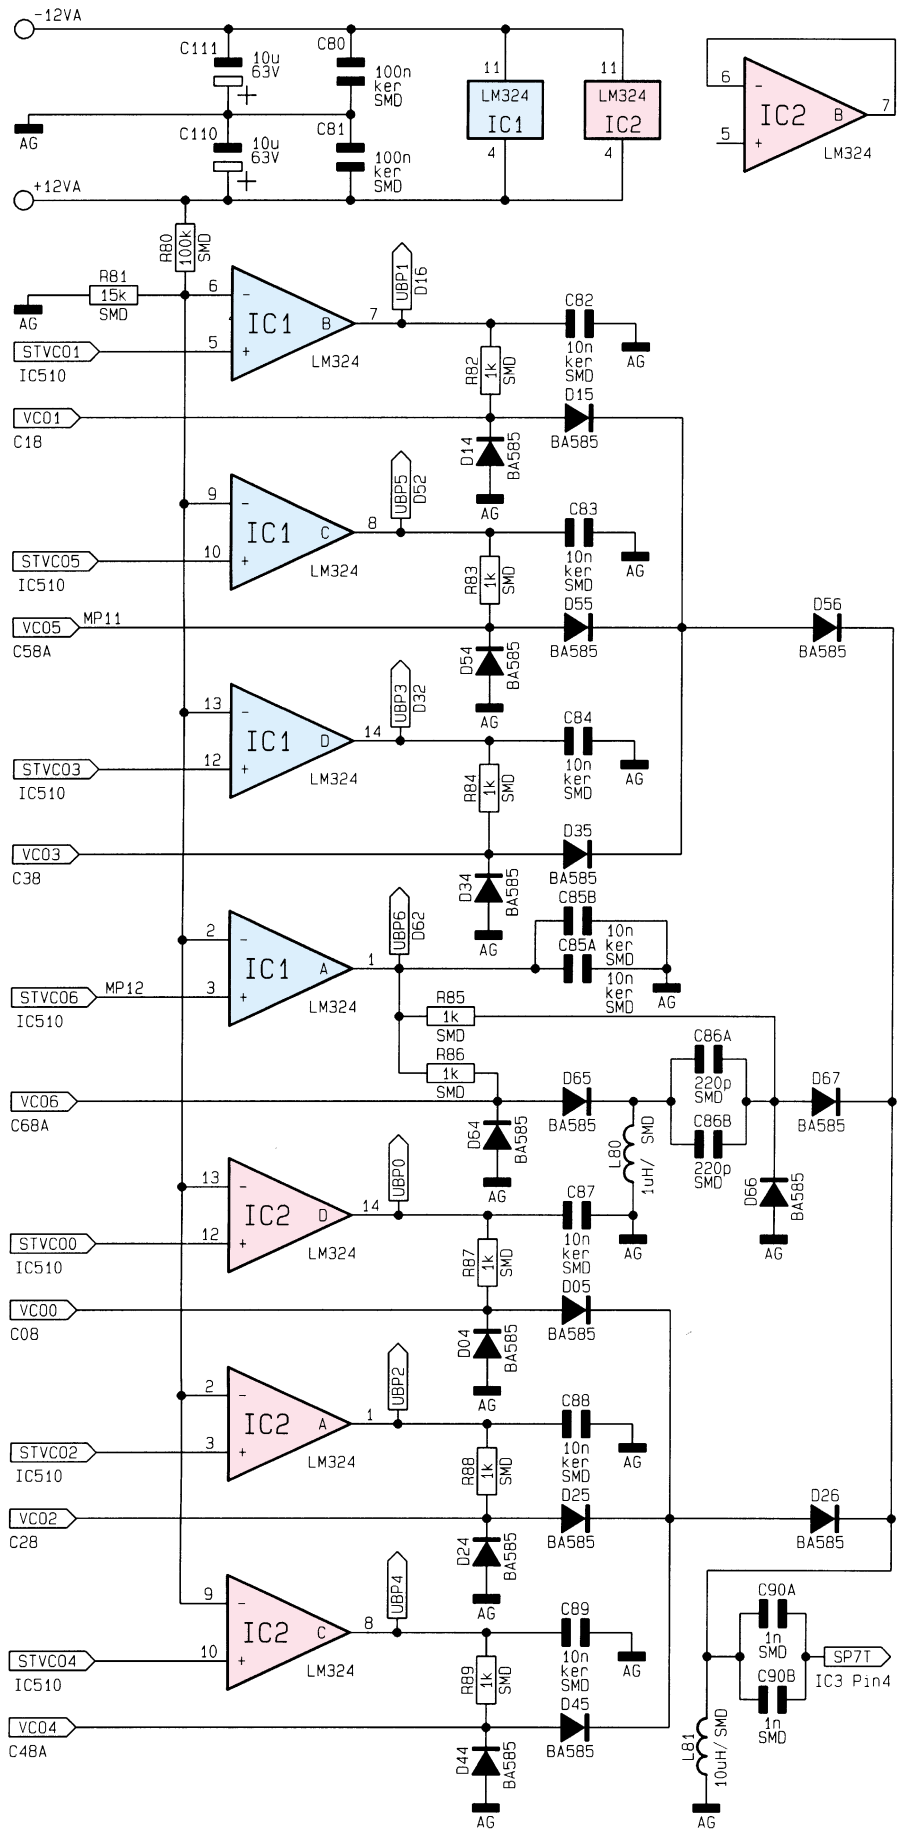 -12VA
C111
10u
63V
C80
100n
ker
SMD
11
LM324
IC1
4
11
LM324
IC2
4
6
5
7
-
+
IC2
B
LM324
AG
C110
10u
63V
C81
100n
ker
SMD
+12VA
R80
100k
SMD
R81
15k
SMD
AG
STVCO1
IC510
6
5
-
+
IC1
B
7
LM324
UBP1
D16
C82
10n
ker
SMD
AG
R82
1k
SMD
VCO1
C18
D15
BA585
D14
BA585
AG
STVCO5
IC510
9
10
-
+
IC1
C
8
LM324
UBP5
D52
C83
10n
ker
SMD
AG
R83
1k
SMD
VCO5
MP11
C58A
D55
BA585
D56
BA585
D54
BA585
AG
STVCO3
IC510
13
12
-
+
IC1
D
14
LM324
UBP3
D32
C84
10n
ker
SMD
AG
R84
1k
SMD
VCO3
C38
D35
BA585
D34
BA585
AG
STVCO6
MP12
IC510
2
3
-
+
IC1
A
1
LM324
UBP6
D62
C85B
10n
ker
SMD
C85A
10n
ker
SMD
AG
R85
1k
SMD
R86
1k
SMD
VCO6
C68A
D65
BA585
C86A
220p
SMD
C86B
220p
SMD
D67
BA585
D64
BA585
AG
L80
1uH/ SMD
D66
BA585
AG
STVCO0
IC510
13
12
-
+
IC2
D
14
LM324
UBP0
C87
10n
ker
SMD
AG
R87
1k
SMD
VCO0
C08
D05
BA585
D04
BA585
AG
STVCO2
IC510
2
3
-
+
IC2
A
1
LM324
UBP2
C88
10n
ker
SMD
AG
R88
1k
SMD
VCO2
C28
D25
BA585
D26
BA585
D24
BA585
AG
STVCO4
IC510
9
10
-
+
IC2
C
8
LM324
UBP4
C89
10n
ker
SMD
AG
R89
1k
SMD
C90A
1n
SMD
C90B
1n
SMD
SP7T
IC3 Pin4
VCO4
C48A
D45
BA585
D44
BA585
AG
L81
10uH/ SMD
AG